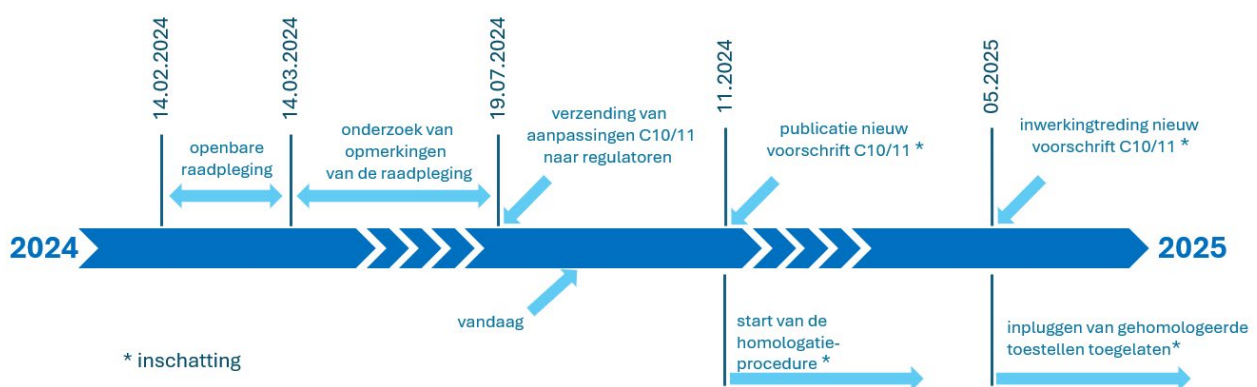 14.02.2024
14.03.2024
19.07.2024
11.2024
05.2025
openbare
raadpleging
onderzoek van
opmerkingen
van de raadpleging
verzending van
aanpassingen C10/11
naar regulatoren
publicatie nieuw
voorschrift C10/11 *
inwerkingtreding nieuw
voorschrift C10/11 *
2024
2025
vandaag
start van de
homologatie-
procedure *
inpluggen van gehomologeerde
toestellen toegelaten*
* inschatting